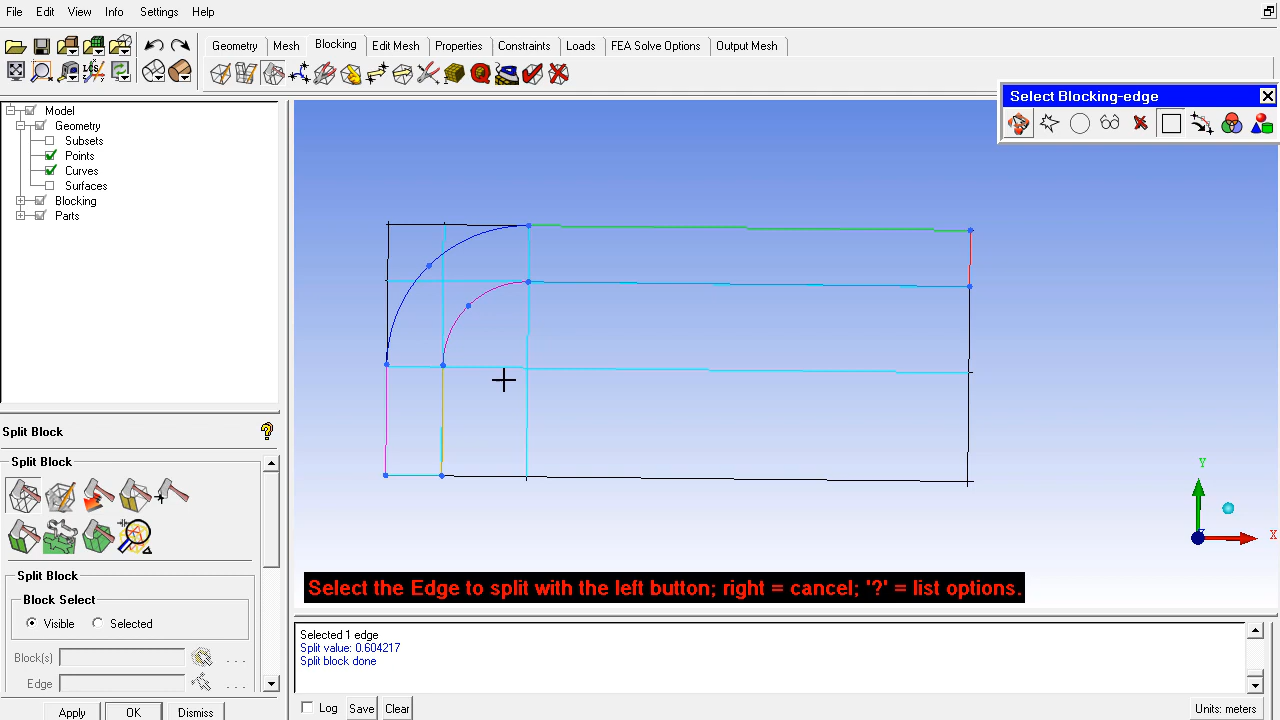 File Edit View Info Settings Help
Geometry Mesh Blocking Edit Mesh Properties Constraints Loads FEA Solve Options Output Mesh
Select Blocking-edge
Model
Geometry
Subsets
Points
Curves
Surfaces
Blocking
Parts
Split Block
Split Block
Split Block
Block Select
Visible Selected
Block(s) ...
Edge ...
Apply OK Dismiss
Y
X
Select the Edge to split with the left button; right = cancel; '?' = list options.
Selected 1 edge
Split value: 0.604217
Split block done
Log Save Clear
Units: meters